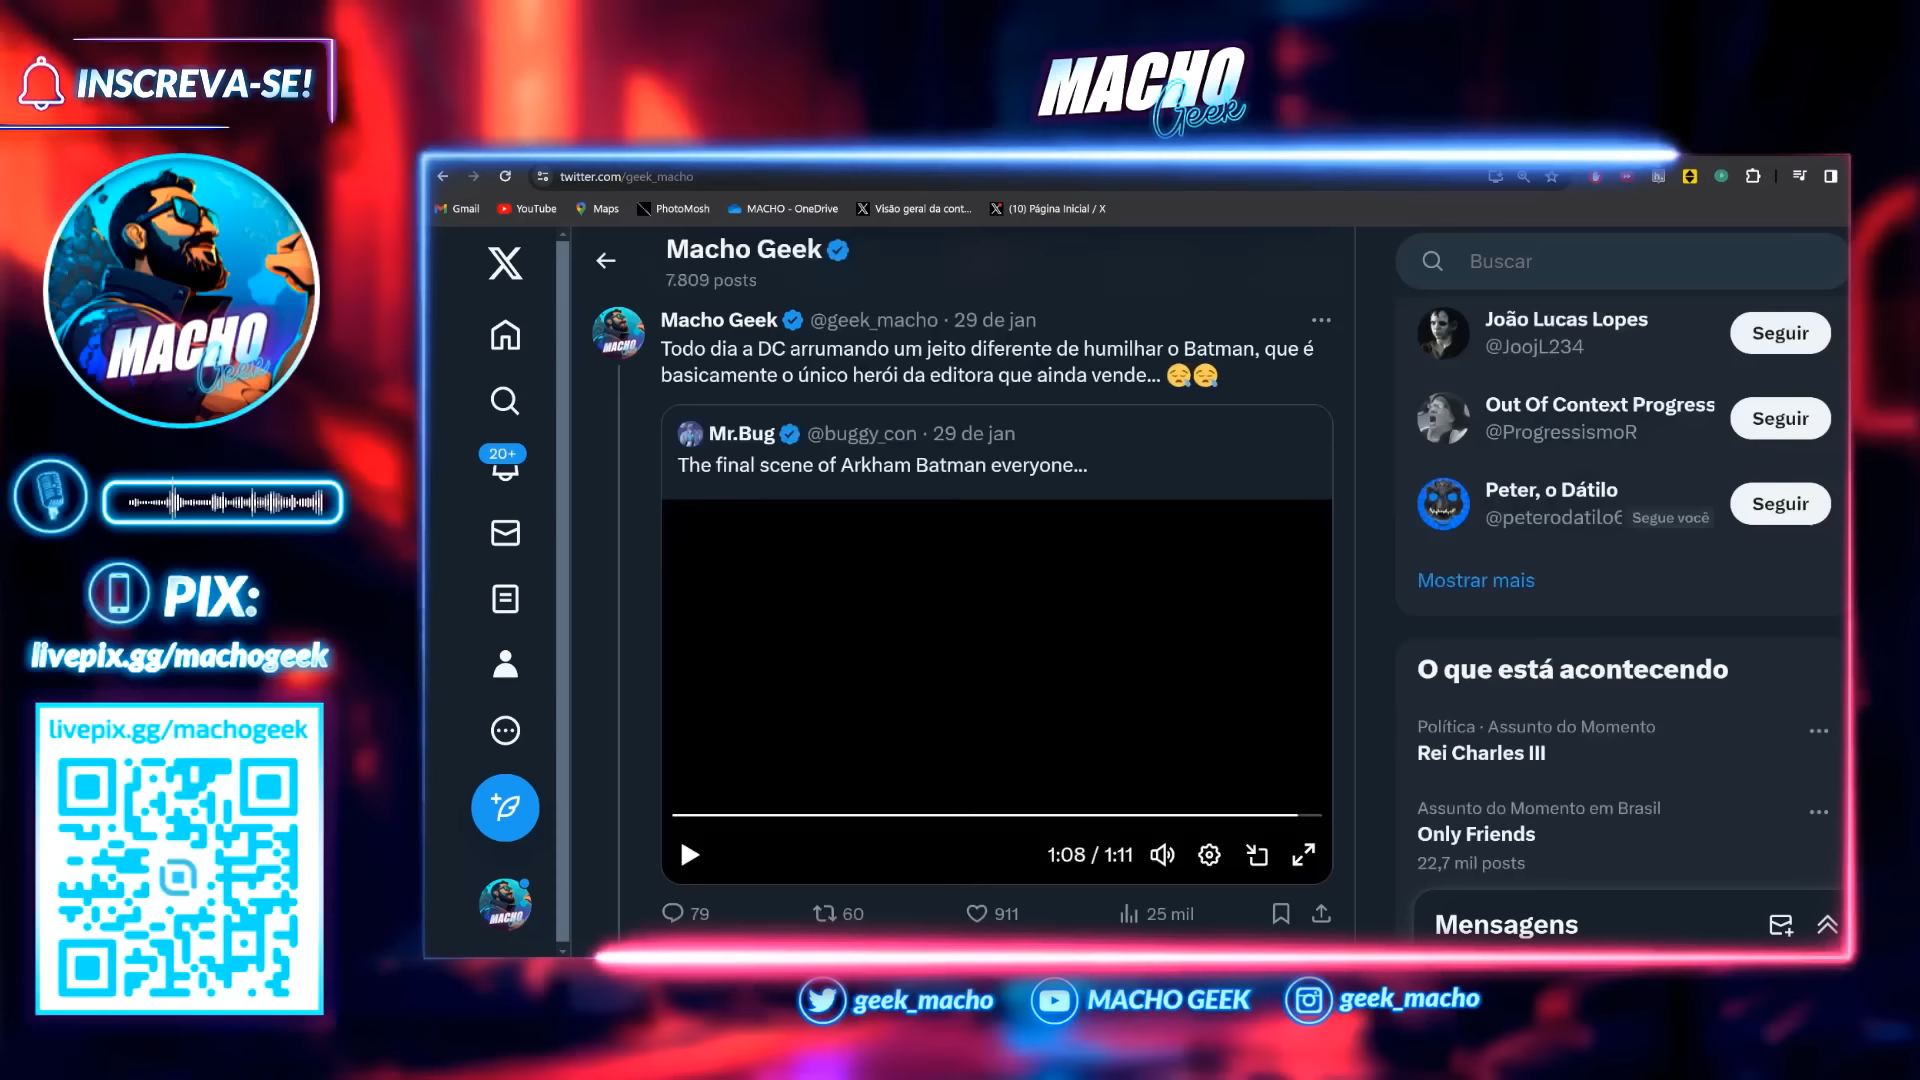 INSCREVA-SE!
MACHO
Geek
MACHO
Geek
PIX:
livepix.gg/machogeek
livepix.gg/machogeek
twitter.com/geek_macho
Gmail
YouTube
Maps
PhotoMosh
MACHO - OneDrive
Visão geral da cont...
(10) Página Inicial / X
20+
MACHO
Macho Geek
7.809 posts
MACHO
Macho Geek @geek_macho · 29 de jan
Todo dia a DC arrumando um jeito diferente de humilhar o Batman, que é
basicamente o único herói da editora que ainda vende...
Mr.Bug @buggy_con · 29 de jan
The final scene of Arkham Batman everyone...
1:08 / 1:11
79
60
911
25 mil
Buscar
João Lucas Lopes
@JoojL234
Seguir
Out Of Context Progress
@ProgressismoR
Seguir
Peter, o Dátilo
@peterodatilo6 Segue você
Seguir
Mostrar mais
O que está acontecendo
Política · Assunto do Momento
Rei Charles III
Assunto do Momento em Brasil
Only Friends
22,7 mil posts
Mensagens
geek_macho
MACHO GEEK
geek_macho